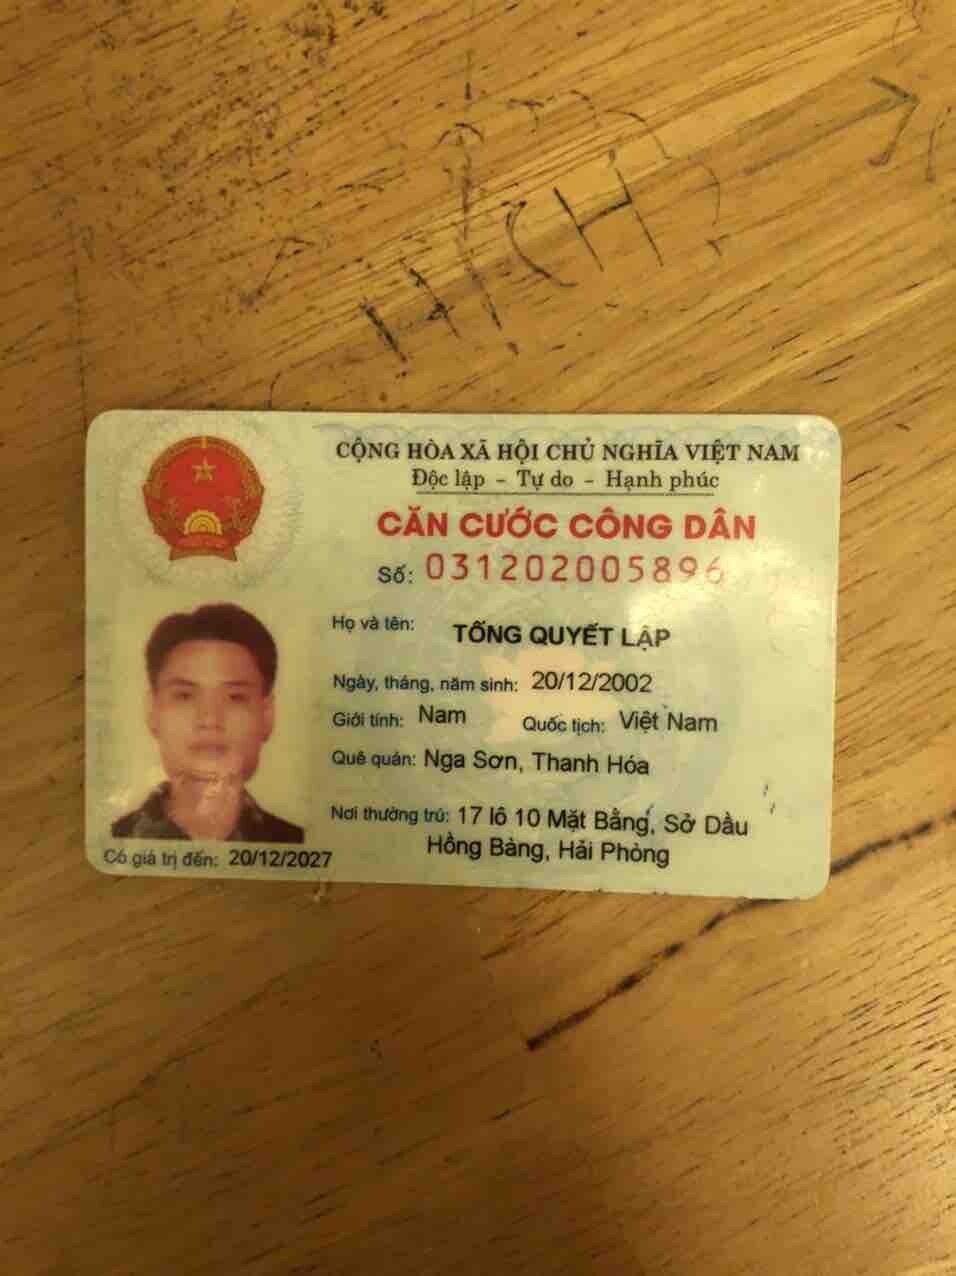 H(H)
CỘNG HÒA XÃ HỘI CHỦ NGHĨA VIỆT NAM
Độc lập - Tự do - Hạnh phúc
CĂN CƯỚC CÔNG DÂN
Số: 031202005896
Họ và tên: TỐNG QUYẾT LẬP
Ngày, tháng, năm sinh: 20/12/2002
Giới tính: Nam Quốc tịch: Việt Nam
Quê quán: Nga Sơn, Thanh Hóa
Nơi thường trú: 17 lô 10 Mặt Bằng, Sở Dầu
Hồng Bàng, Hải Phòng
Có giá trị đến: 20/12/2027